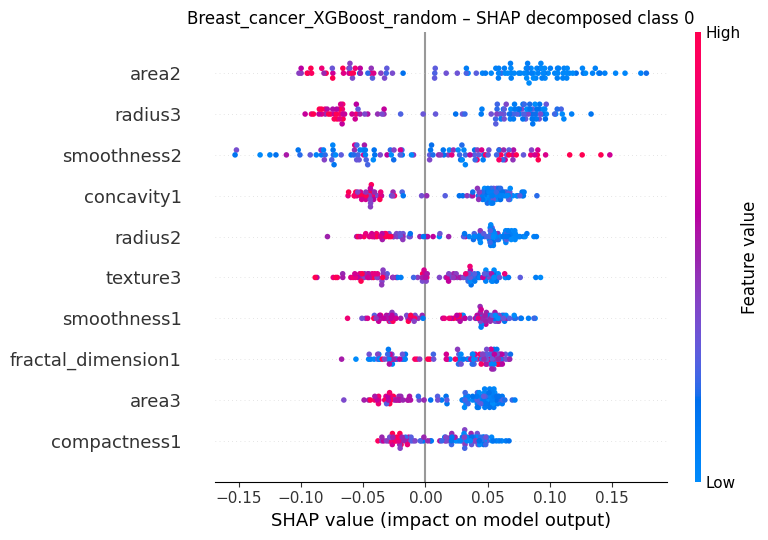 Breast_cancer_XGBoost_random – SHAP decomposed class 0
High
area2
radius3
smoothness2
concavity1
radius2
texture3
smoothness1
fractal_dimension1
area3
compactness1
Feature value
Low
−0.15 −0.10 −0.05 0.00 0.05 0.10 0.15
SHAP value (impact on model output)